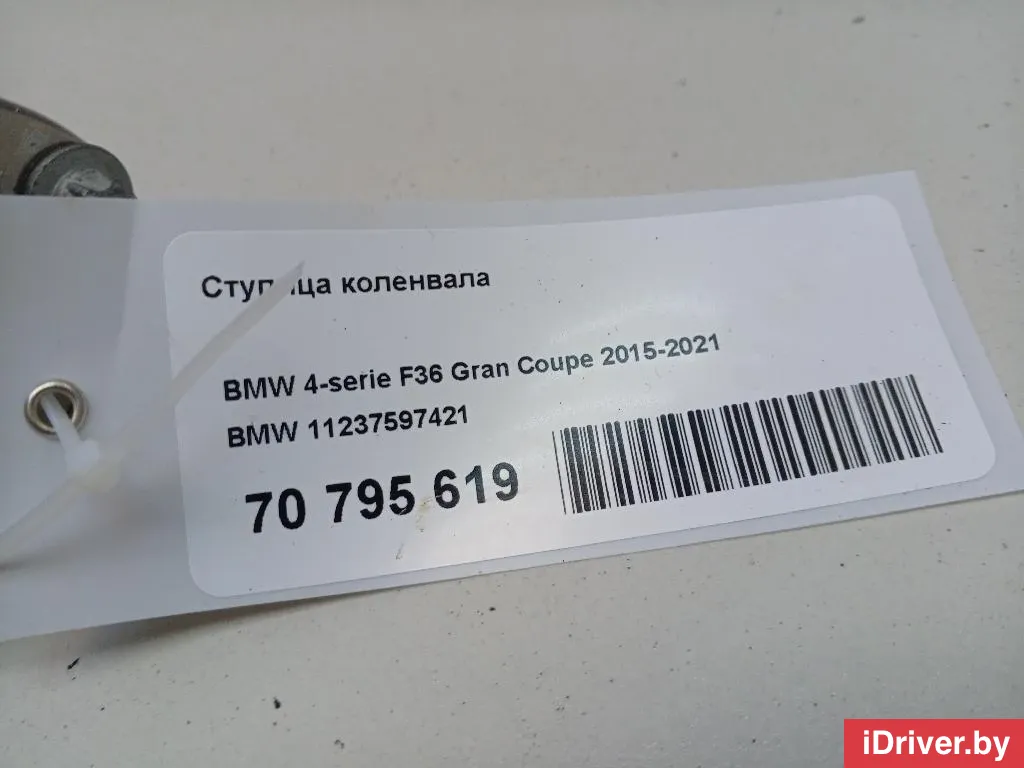 Ступица коленвала
BMW 4-serie F36 Gran Coupe 2015-2021
BMW 11237597421
70 795 619
iDriver.by